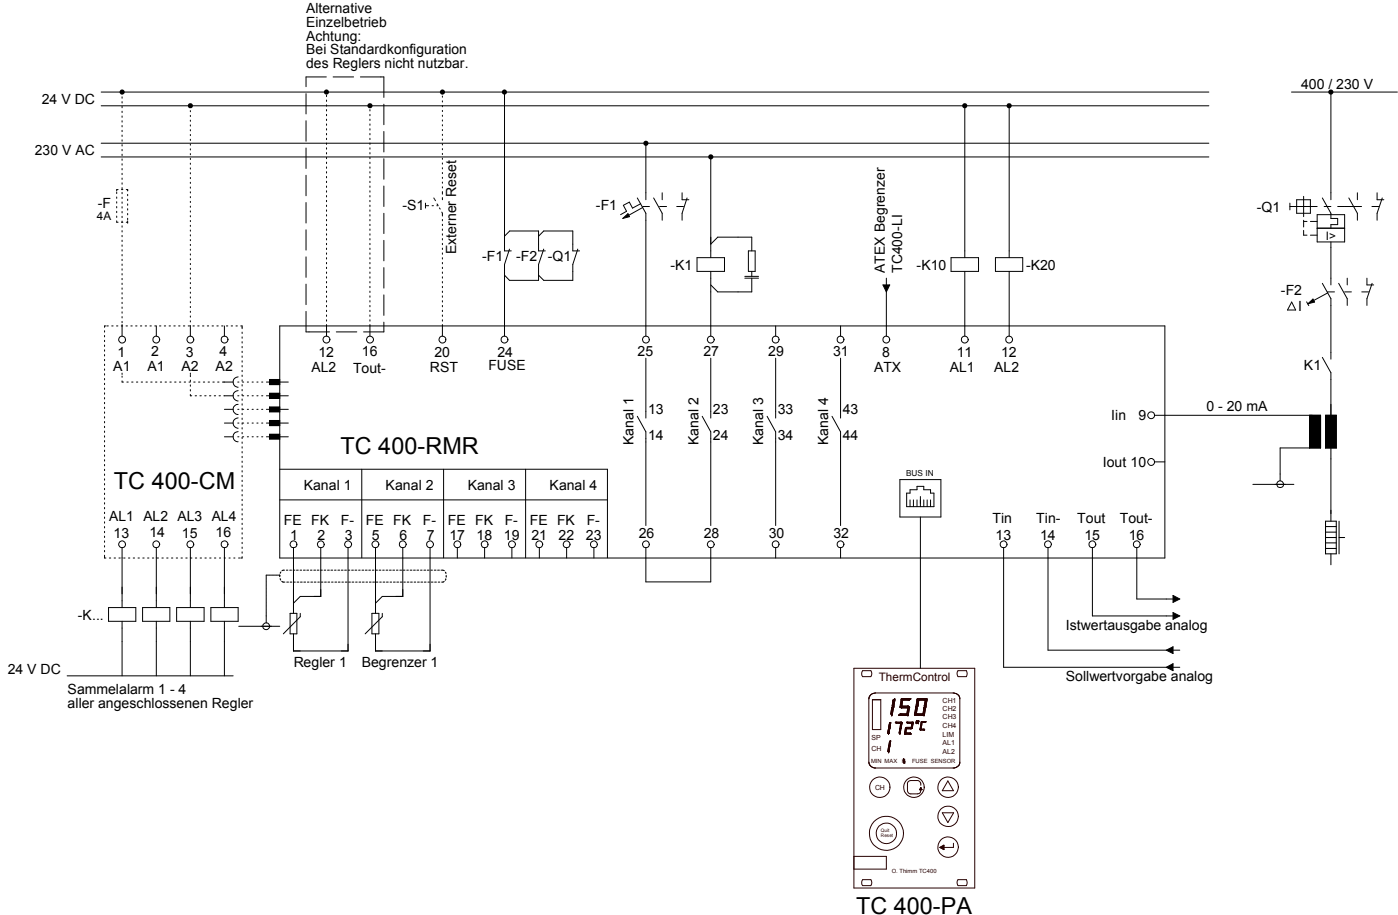 Alternative
Einzelbetrieb
Achtung:
Bei Standardkonfiguration
des Reglers nicht nutzbar.
24 V DC
400 / 230 V
230 V AC
-F
4A
-S1
Externer Reset
-F1
-F2
-Q1
-F1
-K1
ATEX Begrenzer
TC400-LI
-K10
-K20
-Q1
I>
-F2
ΔI
K1
1 2 3 4
A1 A1 A2 A2
12 16 20 24 25 27 29 31 8 11 12
AL2 Tout- RST FUSE ATX AL1 AL2
Kanal 1
13
14
Kanal 2
23
24
Kanal 3
33
34
Kanal 4
43
44
Iin 9
0 - 20 mA
Iout 10
TC 400-RMR
TC 400-CM
BUS IN
Kanal 1 Kanal 2 Kanal 3 Kanal 4
AL1 AL2 AL3 AL4
13 14 15 16
FE FK F- FE FK F- FE FK F- FE FK F-
1 2 3 5 6 7 17 18 19 21 22 23
26 28 30 32
Tin Tin- Tout Tout-
13 14 15 16
-K...
Istwertausgabe analog
Sollwertvorgabe analog
Regler 1
Begrenzer 1
24 V DC
Sammelalarm 1 - 4
aller angeschlossenen Regler
ThermControl
150
172°C
SP
CH 1
CH1
CH2
CH3
CH4
LIM
AL1
AL2
MIN MAX FUSE SENSOR
CH
Quit
Reset
O. Thimm TC400
TC 400-PA